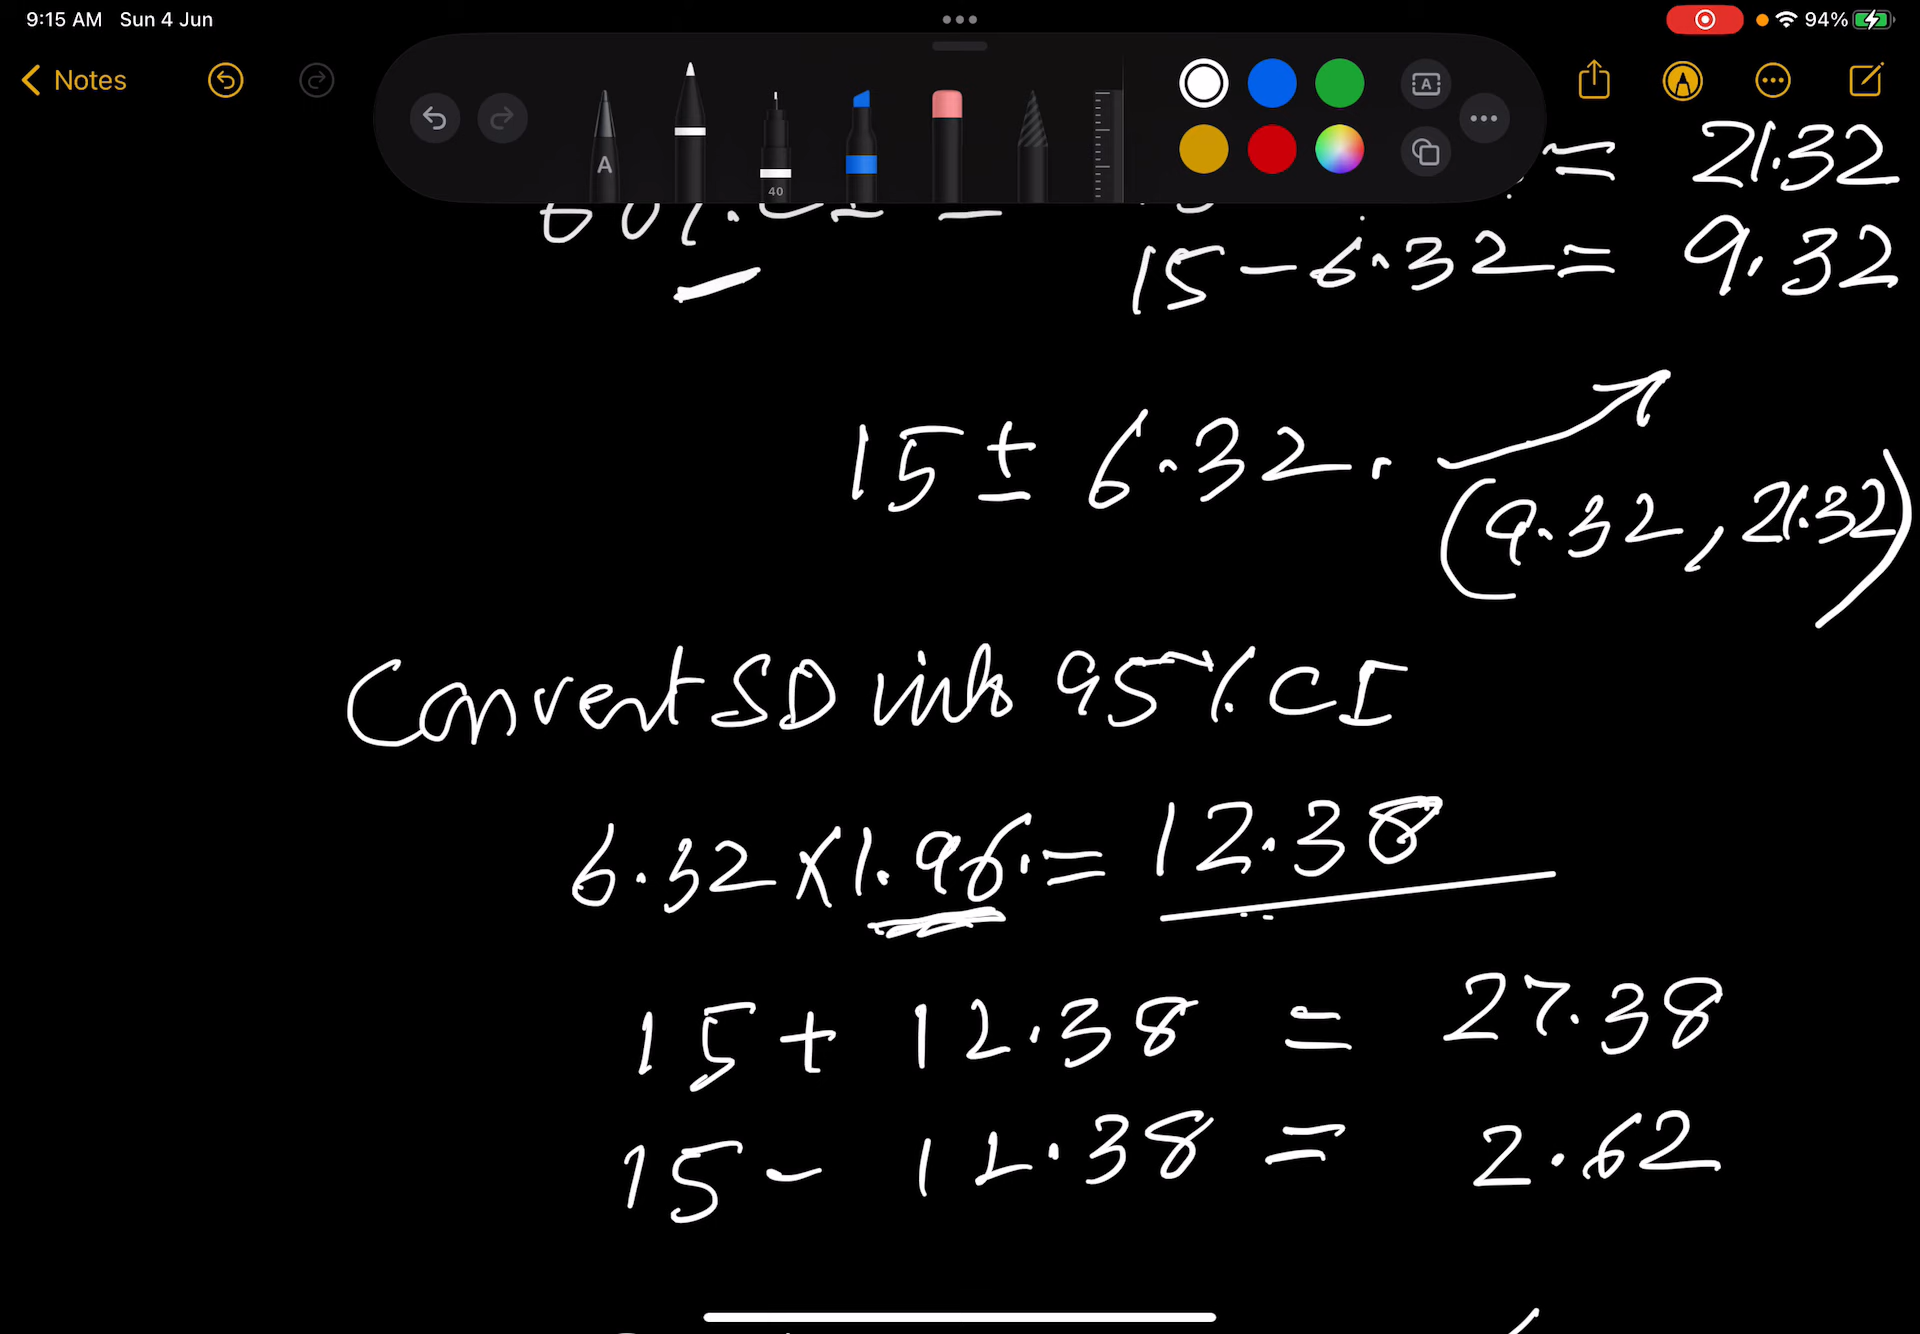 9:15 AM Sun 4 Jun
94%
Notes
A
40
A
= 21.32
15 - 6.32 = 9.32
15 ± 6.32.
(9.32, 21.32)
Convert SD into 95% CI
6.32 x 1.96. = 12.38
15 + 12.38 = 27.38
15 - 12.38 = 2.62